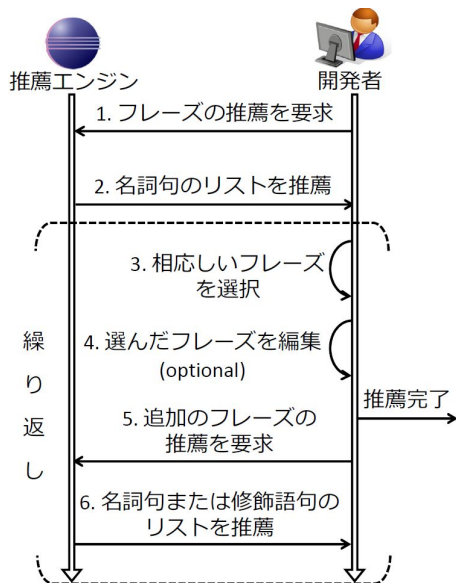 推薦エンジン
開発者
1. フレーズの推薦を要求
2. 名詞句のリストを推薦
3. 相応しいフレーズ
を選択
繰り返し
4. 選んだフレーズを編集
(optional)
推薦完了
5. 追加のフレーズの
推薦を要求
6. 名詞句または修飾語句の
リストを推薦